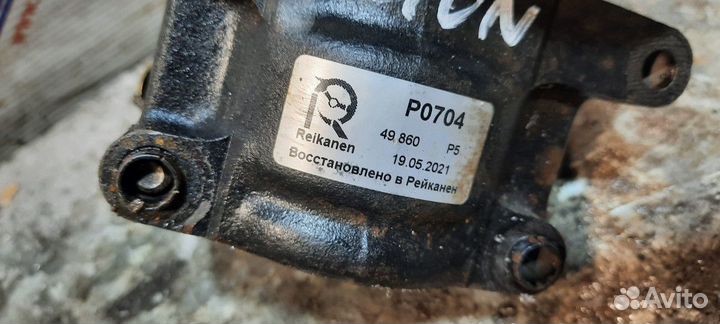 P0704
Reikanen
49 860 P5
19.05.2021
Восстановлено в Рейканен
Avito